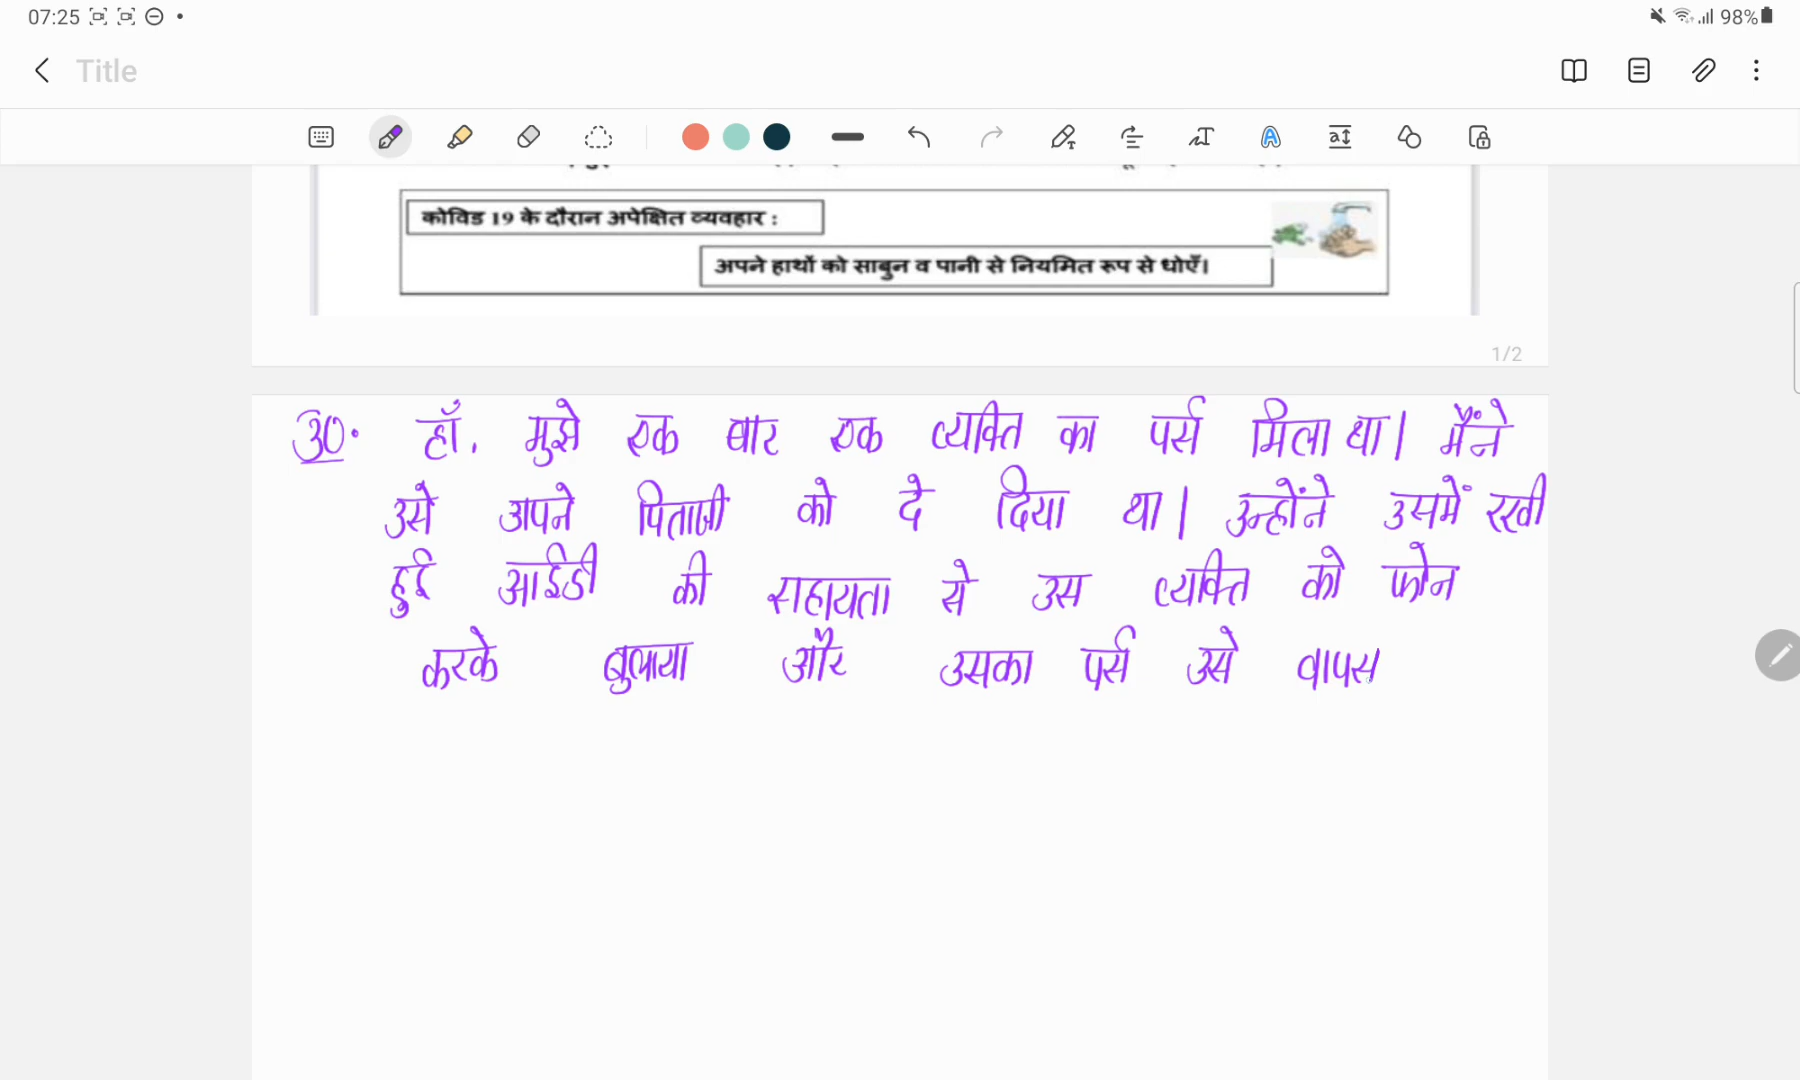 07:25
98%
Title
कोविड 19 के दौरान अपेक्षित व्यवहार :
अपने हाथों को साबुन व पानी से नियमित रूप से धोएँ।
1/2
उ०. हाँ, मुझे एक बार एक व्यक्ति का पर्स मिला था। मैंने
उसे अपने पिताजी को दे दिया था। उन्होंने उसमें रखी
हुई आईडी की सहायता से उस व्यक्ति को फोन
करके बुलाया और उसका पर्स उसे वापस